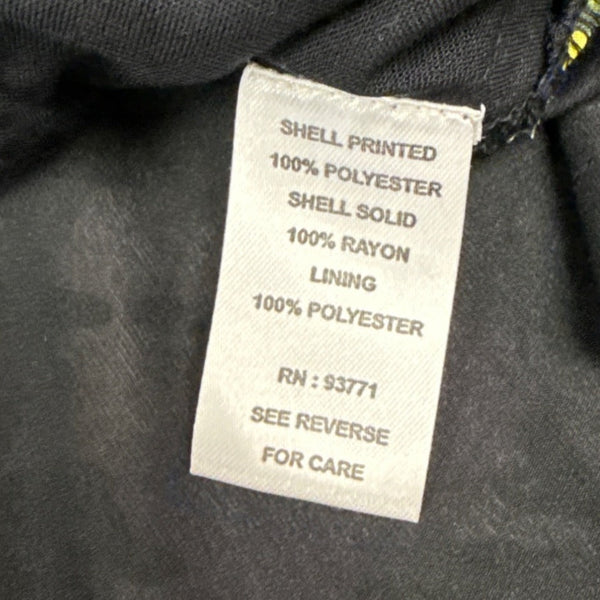 SHELL PRINTED
100% POLYESTER
SHELL SOLID
100% RAYON
LINING
100% POLYESTER
RN : 93771
SEE REVERSE
FOR CARE